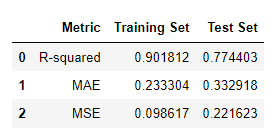 Metric Training Set Test Set
0 R-squared 0.901812 0.774403
1 MAE 0.233304 0.332918
2 MSE 0.098617 0.221623